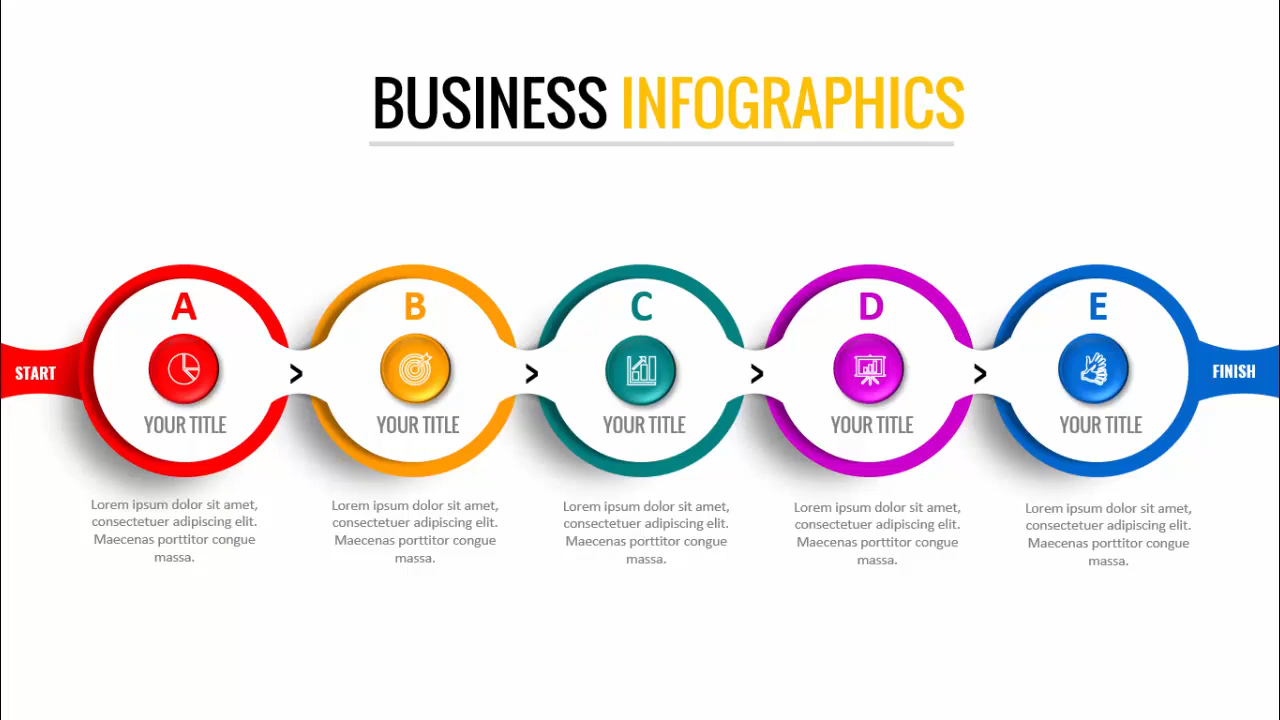 BUSINESS INFOGRAPHICS
A
B
C
D
E
START
>
>
>
>
FINISH
YOUR TITLE
YOUR TITLE
YOUR TITLE
YOUR TITLE
YOUR TITLE
Lorem ipsum dolor sit amet,
consectetuer adipiscing elit.
Maecenas porttitor congue
massa.
Lorem ipsum dolor sit amet,
consectetuer adipiscing elit.
Maecenas porttitor congue
massa.
Lorem ipsum dolor sit amet,
consectetuer adipiscing elit.
Maecenas porttitor congue
massa.
Lorem ipsum dolor sit amet,
consectetuer adipiscing elit.
Maecenas porttitor congue
massa.
Lorem ipsum dolor sit amet,
consectetuer adipiscing elit.
Maecenas porttitor congue
massa.